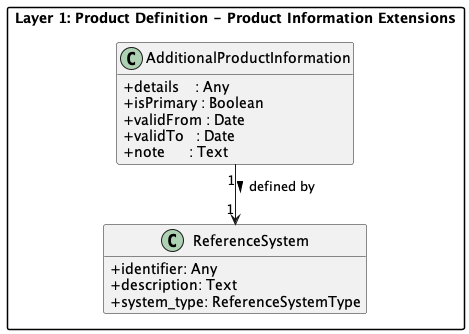 Layer 1: Product Definition - Product Information Extensions
C AdditionalProductInformation
+details : Any
+isPrimary : Boolean
+validFrom : Date
+validTo : Date
+note : Text
1
defined by
1
C ReferenceSystem
+identifier: Any
+description: Text
+system_type: ReferenceSystemType